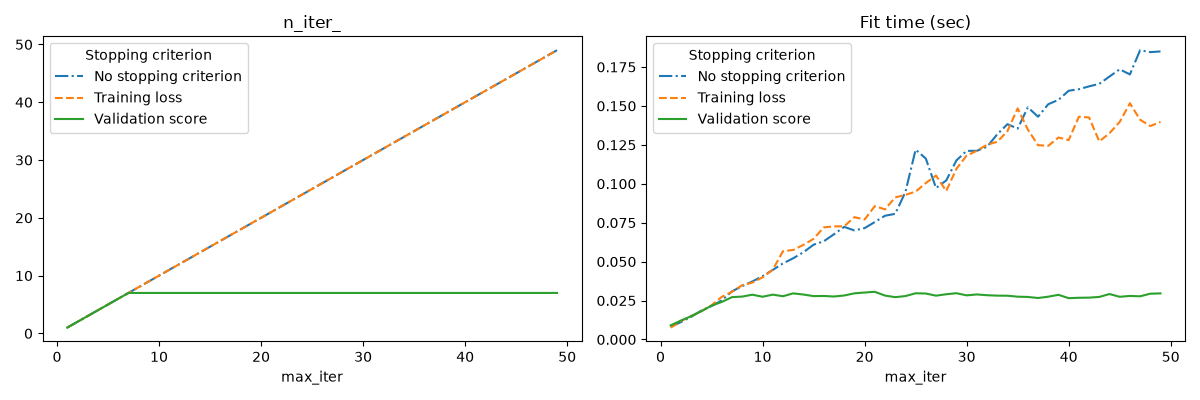 n_iter_
Stopping criterion
No stopping criterion
Training loss
Validation score
50
40
30
20
10
0
0 10 20 30 40 50
max_iter
Fit time (sec)
Stopping criterion
No stopping criterion
Training loss
Validation score
0.175
0.150
0.125
0.100
0.075
0.050
0.025
0.000
0 10 20 30 40 50
max_iter